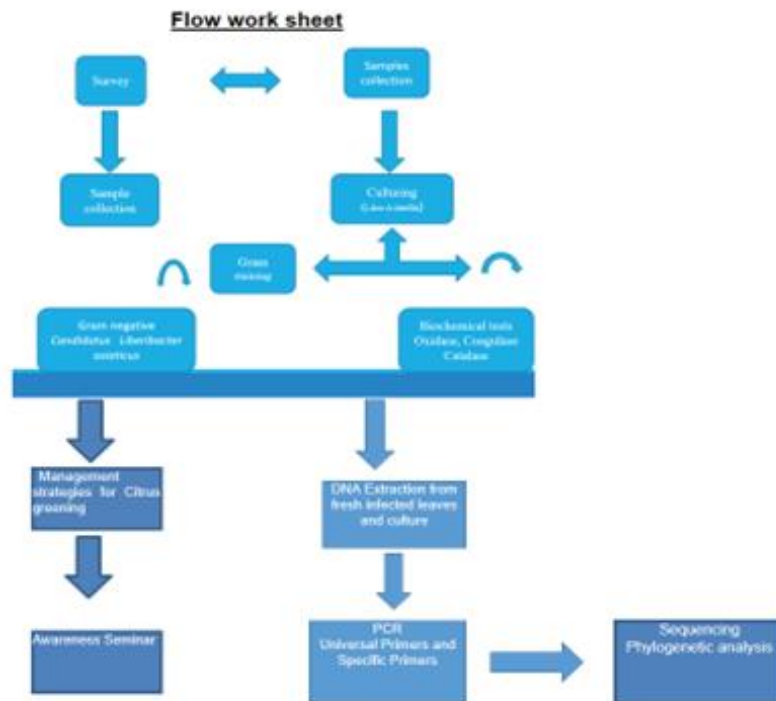 Flow work sheet
Survey
Samples
collection
Sample
collection
Culturing
Gram
staining
Gram negative
Candidatus Liberibacter
asiaticus
Biochemical tests
Oxidase, Coagulase
Catalase
Management
strategies for Citrus
greening
DNA Extraction from
fresh infected leaves
and culture
Awareness Seminar
PCR
Universal Primers and
Specific Primers
Sequencing
Phylogenetic analysis